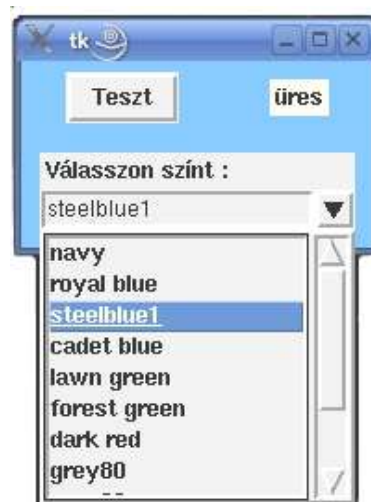 tk
Teszt
üres
Válasszon színt :
steelblue1
navy
royal blue
steelblue1
cadet blue
lawn green
forest green
dark red
grey80